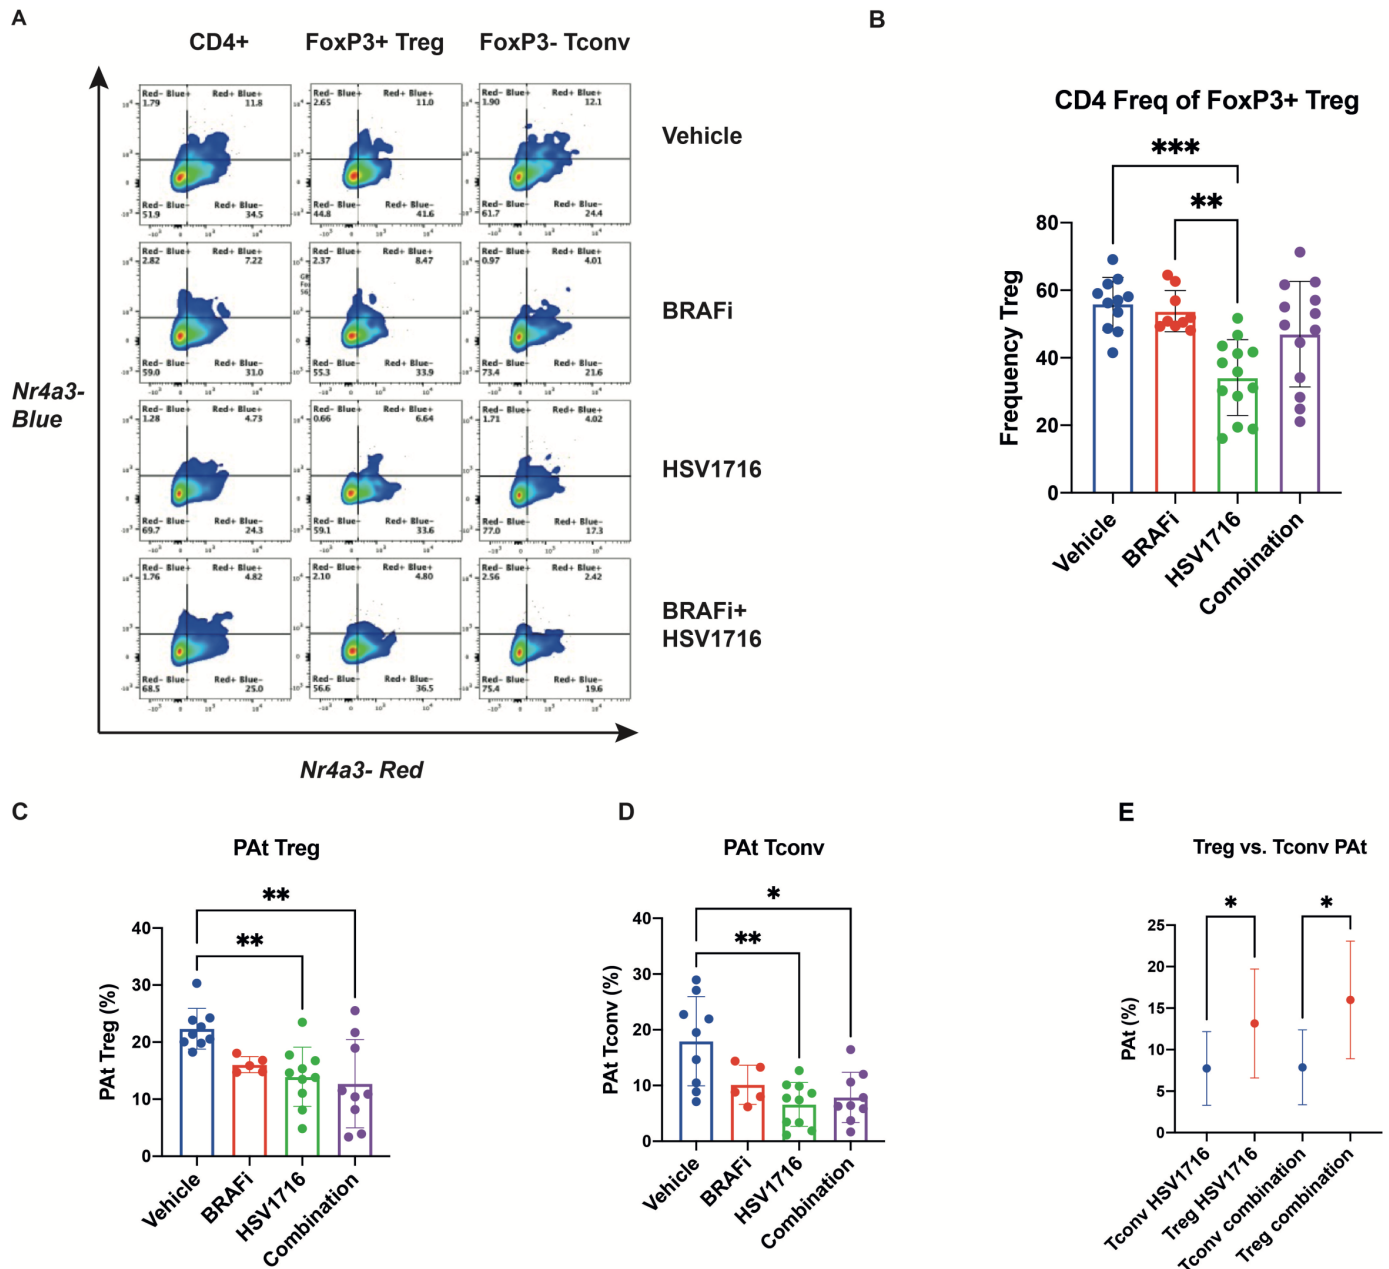 A
B
CD4+ FoxP3+ Treg FoxP3- Tconv
Red- Blue+ Red+ Blue+
1.79 11.8
Red- Blue- Red+ Blue-
51.9 34.5
Red- Blue+ Red+ Blue+
2.65 11.0
Red- Blue- Red+ Blue-
44.8 41.6
Red- Blue+ Red+ Blue+
1.90 12.1
Red- Blue- Red+ Blue-
61.7 24.4
Vehicle
Red- Blue+ Red+ Blue+
2.82 7.22
Red- Blue- Red+ Blue-
59.0 31.0
Red- Blue+ Red+ Blue+
2.37 8.47
Red- Blue- Red+ Blue-
55.3 33.9
Red- Blue+ Red+ Blue+
0.97 4.01
Red- Blue- Red+ Blue-
73.4 21.6
BRAFi
Nr4a3-
Blue
Red- Blue+ Red+ Blue+
1.28 4.73
Red- Blue- Red+ Blue-
69.7 24.3
Red- Blue+ Red+ Blue+
0.66 6.64
Red- Blue- Red+ Blue-
59.1 33.6
Red- Blue+ Red+ Blue+
1.71 4.02
Red- Blue- Red+ Blue-
77.0 17.3
HSV1716
Red- Blue+ Red+ Blue+
1.76 4.82
Red- Blue- Red+ Blue-
68.5 25.0
Red- Blue+ Red+ Blue+
2.10 4.80
Red- Blue- Red+ Blue-
56.6 36.5
Red- Blue+ Red+ Blue+
2.56 2.42
Red- Blue- Red+ Blue-
75.4 19.6
BRAFi+
HSV1716
Nr4a3- Red
CD4 Freq of FoxP3+ Treg
***
**
Frequency Treg
80
60
40
20
0
Vehicle
BRAFi
HSV1716
Combination
C
PAt Treg
**
**
PAt Treg (%)
40
30
20
10
0
Vehicle
BRAFi
HSV1716
Combination
D
PAt Tconv
*
**
PAt Tconv (%)
40
30
20
10
0
Vehicle
BRAFi
HSV1716
Combination
E
Treg vs. Tconv PAt
* *
PAt (%)
25
20
15
10
5
0
Tconv HSV1716
Treg HSV1716
Tconv combination
Treg combination